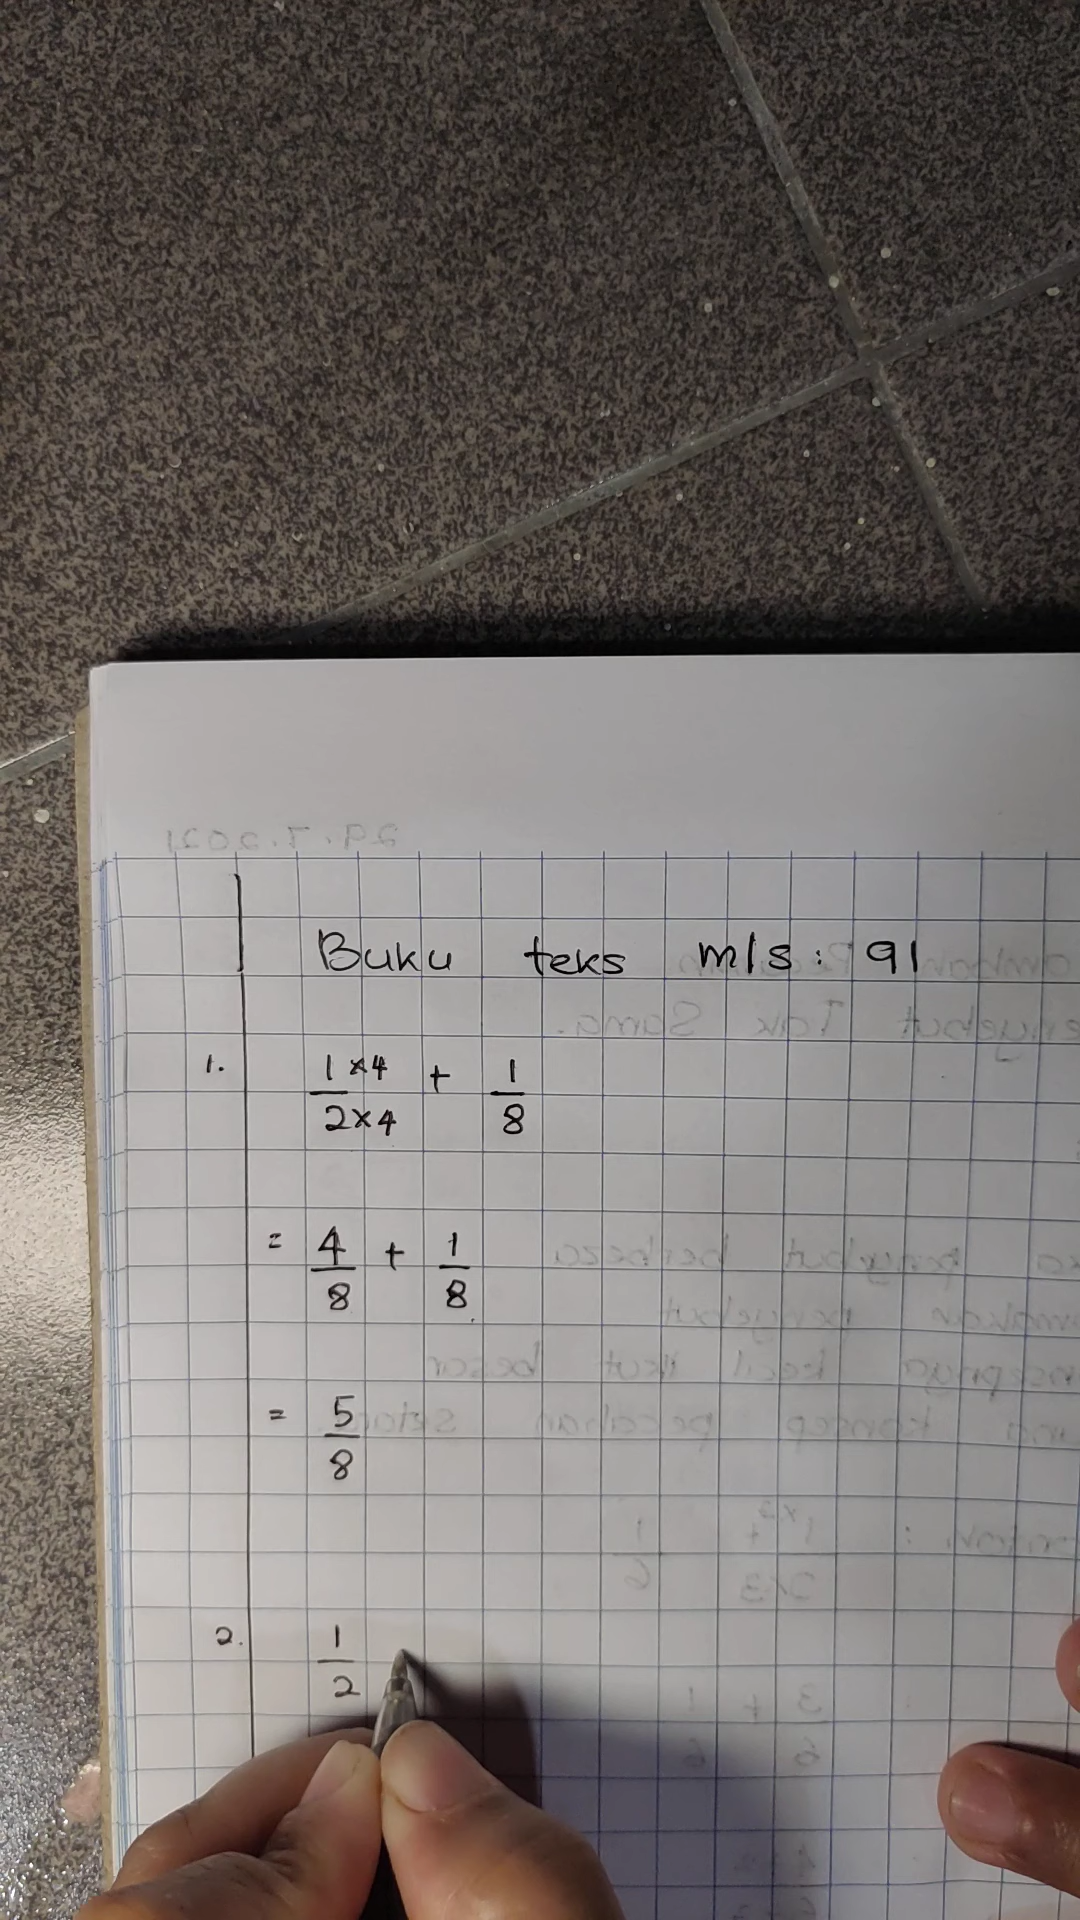 Buku teks m/s: 91
1. 1×4/2×4 + 1/8
= 4/8 + 1/8
= 5/8
2. 1/2